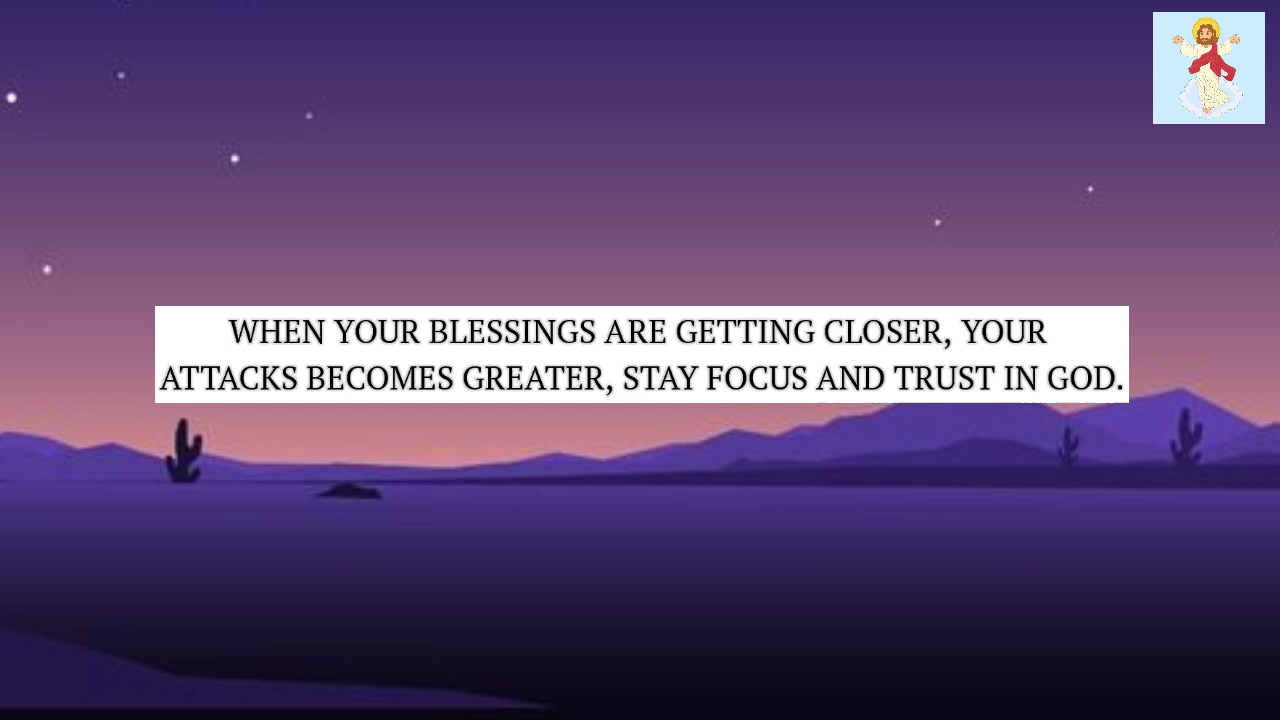 WHEN YOUR BLESSINGS ARE GETTING CLOSER, YOUR
ATTACKS BECOMES GREATER, STAY FOCUS AND TRUST IN GOD.